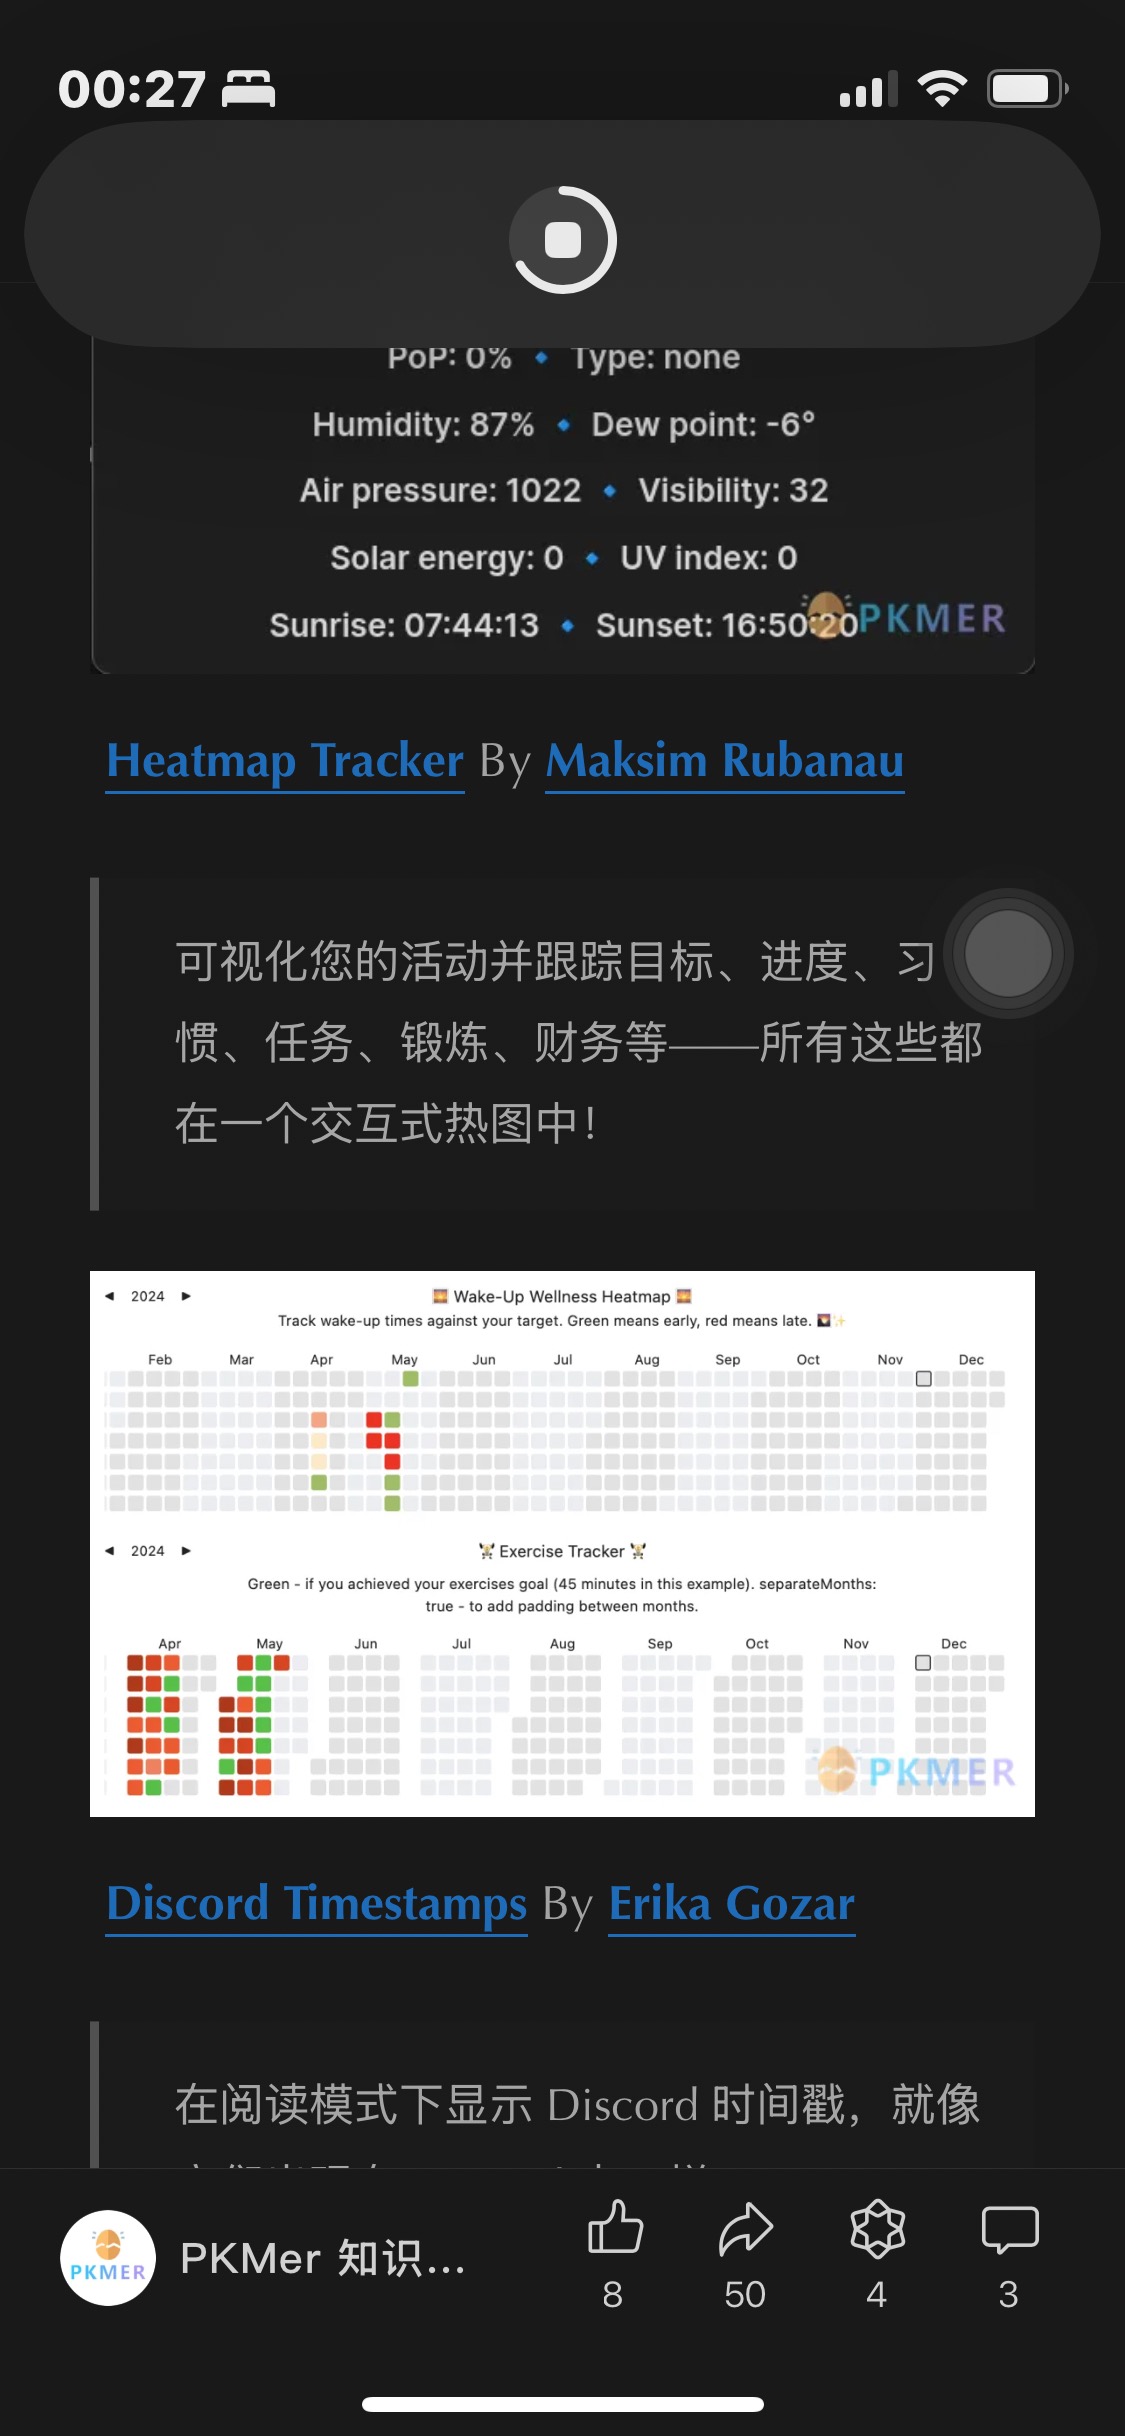 00:27
PoP: 0% 🔹 Type: none
Humidity: 87% 🔹 Dew point: -6°
Air pressure: 1022 🔹 Visibility: 32
Solar energy: 0 🔹 UV index: 0
Sunrise: 07:44:13 🔹 Sunset: 16:50:20
PKMER
Heatmap Tracker By Maksim Rubanau
可视化您的活动并跟踪目标、进度、习
惯、任务、锻炼、财务等——所有这些都
在一个交互式热图中！
◄ 2024 ► 🌅 Wake-Up Wellness Heatmap 🌅
Track wake-up times against your target. Green means early, red means late. 🌄✨
Feb Mar Apr May Jun Jul Aug Sep Oct Nov Dec
◄ 2024 ► 🏋 Exercise Tracker 🏋
Green - if you achieved your exercises goal (45 minutes in this example). separateMonths:
true - to add padding between months.
Apr May Jun Jul Aug Sep Oct Nov Dec
PKMER
Discord Timestamps By Erika Gozar
在阅读模式下显示 Discord 时间戳，就像
PKMER
PKMer 知识...
8 50 4 3